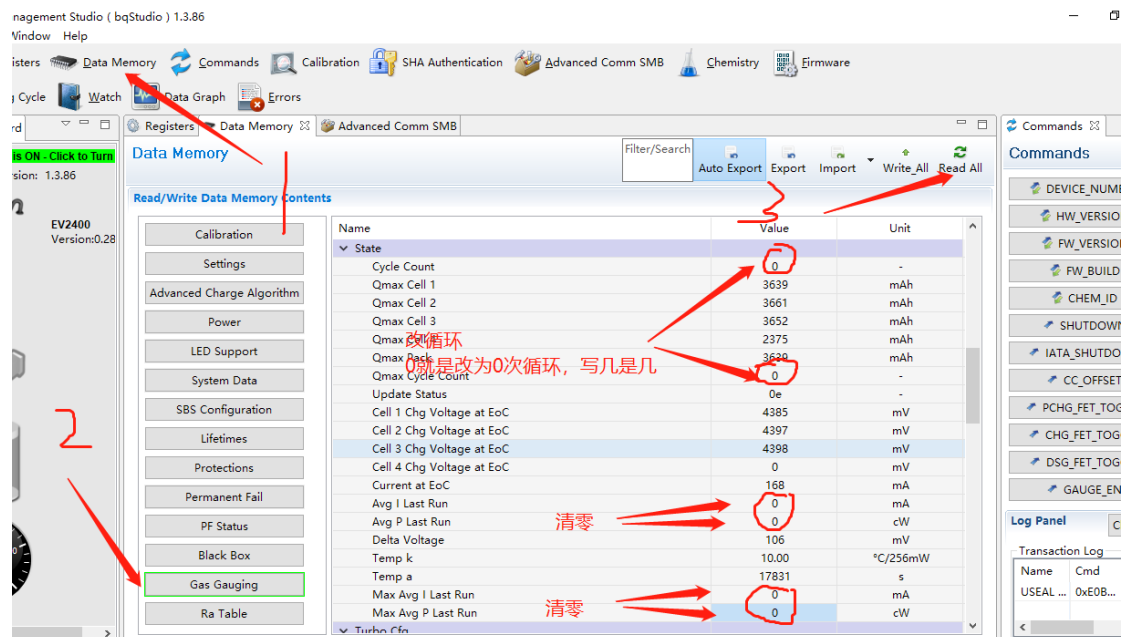 nagement Studio ( bqStudio ) 1.3.86
Window Help
isters Data Memory Commands Calibration SHA Authentication Advanced Comm SMB Chemistry Firmware
g Cycle Watch Data Graph Errors
rd Registers Data Memory Advanced Comm SMB Commands
is ON - Click to Turn
rsion: 1.3.86
EV2400
Version:0.28
Data Memory
Filter/Search
Auto Export Export Import Write_All Read All
Read/Write Data Memory Contents
1
2
3
Calibration
Settings
Advanced Charge Algorithm
Power
LED Support
System Data
SBS Configuration
Lifetimes
Protections
Permanent Fail
PF Status
Black Box
Gas Gauging
Ra Table
Name Value Unit
State
Cycle Count 0 -
Qmax Cell 1 3639 mAh
Qmax Cell 2 3661 mAh
Qmax Cell 3 3652 mAh
Qmax Cell 2375 mAh
Qmax Pack 3639 mAh
Qmax Cycle Count 0 -
Update Status 0e -
Cell 1 Chg Voltage at EoC 4385 mV
Cell 2 Chg Voltage at EoC 4397 mV
Cell 3 Chg Voltage at EoC 4398 mV
Cell 4 Chg Voltage at EoC 0 mV
Current at EoC 168 mA
Avg I Last Run 0 mA
Avg P Last Run 0 cW
Delta Voltage 106 mV
Temp k 10.00 °C/256mW
Temp a 17831 s
Max Avg I Last Run 0 mA
Max Avg P Last Run 0 cW
Turbo Cfg
改循环
0就是改为0次循环，写几是几
清零
清零
Commands
DEVICE_NUME
HW_VERSIO
FW_VERSIO
FW_BUILD
CHEM_ID
SHUTDOWN
IATA_SHUTDO
CC_OFFSET
PCHG_FET_TOG
CHG_FET_TOG
DSG_FET_TOG
GAUGE_EN
Log Panel C
Transaction Log
Name Cmd
USEAL ... 0xE0B...